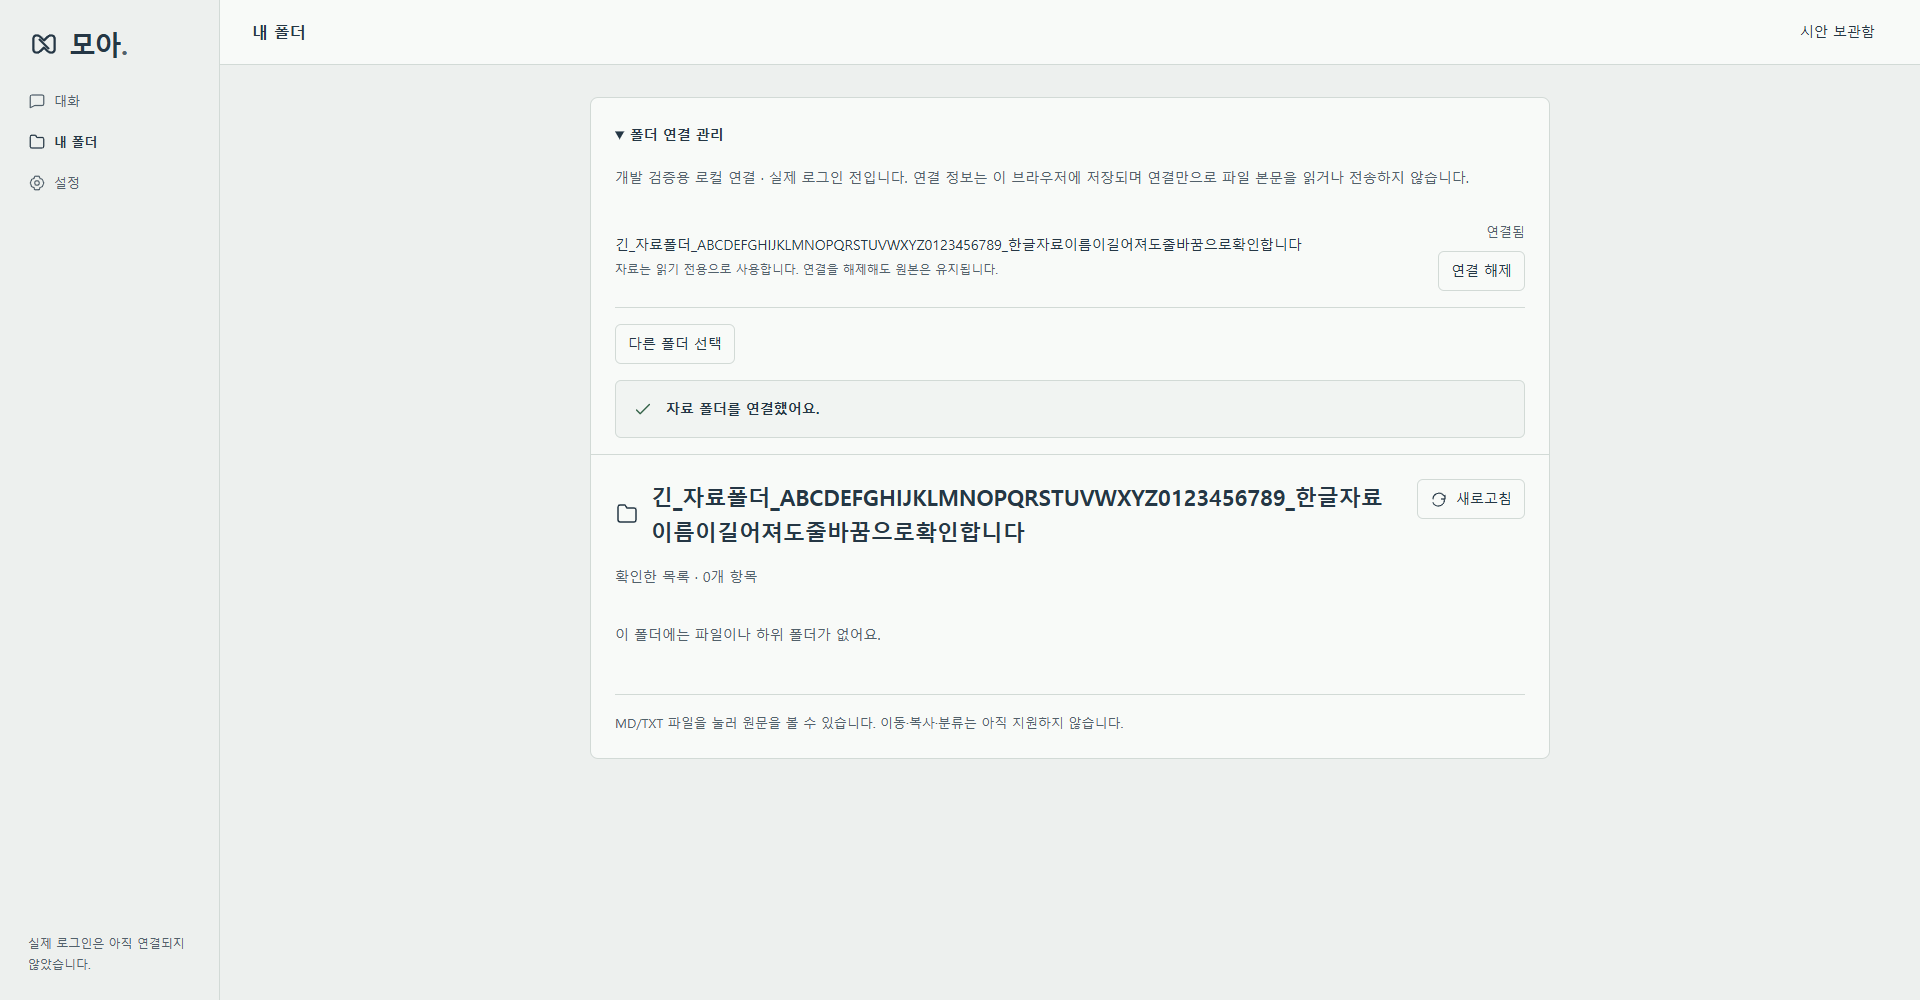 모아.
대화
내 폴더
설정
실제 로그인은 아직 연결되지
않았습니다.
내 폴더
시안 보관함
▼ 폴더 연결 관리
개발 검증용 로컬 연결 · 실제 로그인 전입니다. 연결 정보는 이 브라우저에 저장되며 연결만으로 파일 본문을 읽거나 전송하지 않습니다.
긴_자료폴더_ABCDEFGHIJKLMNOPQRSTUVWXYZ0123456789_한글자료이름이길어져도줄바꿈으로확인합니다
자료는 읽기 전용으로 사용합니다. 연결을 해제해도 원본은 유지됩니다.
연결됨
연결 해제
다른 폴더 선택
자료 폴더를 연결했어요.
긴_자료폴더_ABCDEFGHIJKLMNOPQRSTUVWXYZ0123456789_한글자료
이름이길어져도줄바꿈으로확인합니다
새로고침
확인한 목록 · 0개 항목
이 폴더에는 파일이나 하위 폴더가 없어요.
MD/TXT 파일을 눌러 원문을 볼 수 있습니다. 이동·복사·분류는 아직 지원하지 않습니다.